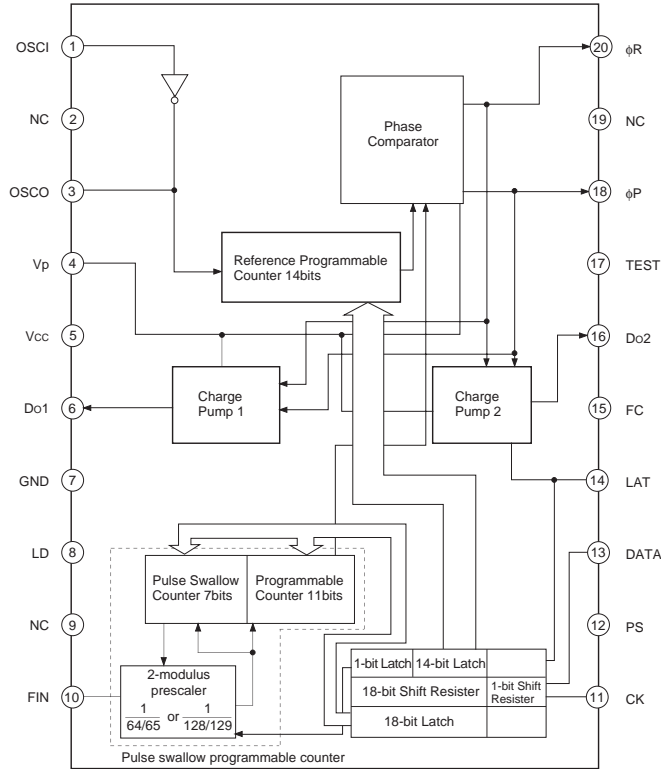 OSCI 1
20 ϕR
NC 2
Phase
Comparator
19 NC
OSCO 3
18 ϕP
Vp 4
Reference Programmable
Counter 14bits
17 TEST
Vcc 5
16 Do2
Do1 6
Charge
Pump 1
Charge
Pump 2
15 FC
GND 7
14 LAT
LD 8
13 DATA
Pulse Swallow
Counter 7bits
Programmable
Counter 11bits
NC 9
12 PS
1-bit Latch
14-bit Latch
FIN 10
2-modulus
prescaler
1
64/65
or
1
128/129
18-bit Shift Resister
1-bit Shift
Resister
11 CK
18-bit Latch
Pulse swallow programmable counter